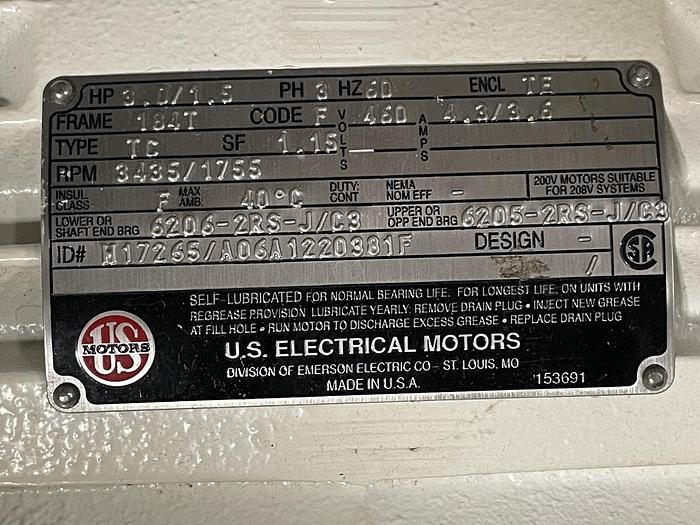 HP 3.0/1.5 PH 3 HZ 60 ENCL TE
FRAME 184T CODE F VOLTS 460 AMPS 4.3/3.6
TYPE TC SF 1.15
RPM 3435/1755
INSUL CLASS F MAX AMB: 40°C DUTY: CONT NEMA NOM EFF - 200V MOTORS SUITABLE FOR 208V SYSTEMS
LOWER OR SHAFT END BRG 6206-2RS-J/C3 UPPER OR OPP END BRG 6205-2RS-J/C3
ID# H17265/A06A1220381F DESIGN -
/
SA
SELF-LUBRICATED FOR NORMAL BEARING LIFE. FOR LONGEST LIFE: ON UNITS WITH
REGREASE PROVISION LUBRICATE YEARLY: REMOVE DRAIN PLUG • INJECT NEW GREASE
AT FILL HOLE • RUN MOTOR TO DISCHARGE EXCESS GREASE • REPLACE DRAIN PLUG
US MOTORS
U.S. ELECTRICAL MOTORS
DIVISION OF EMERSON ELECTRIC CO - ST. LOUIS, MO
MADE IN U.S.A. 153691